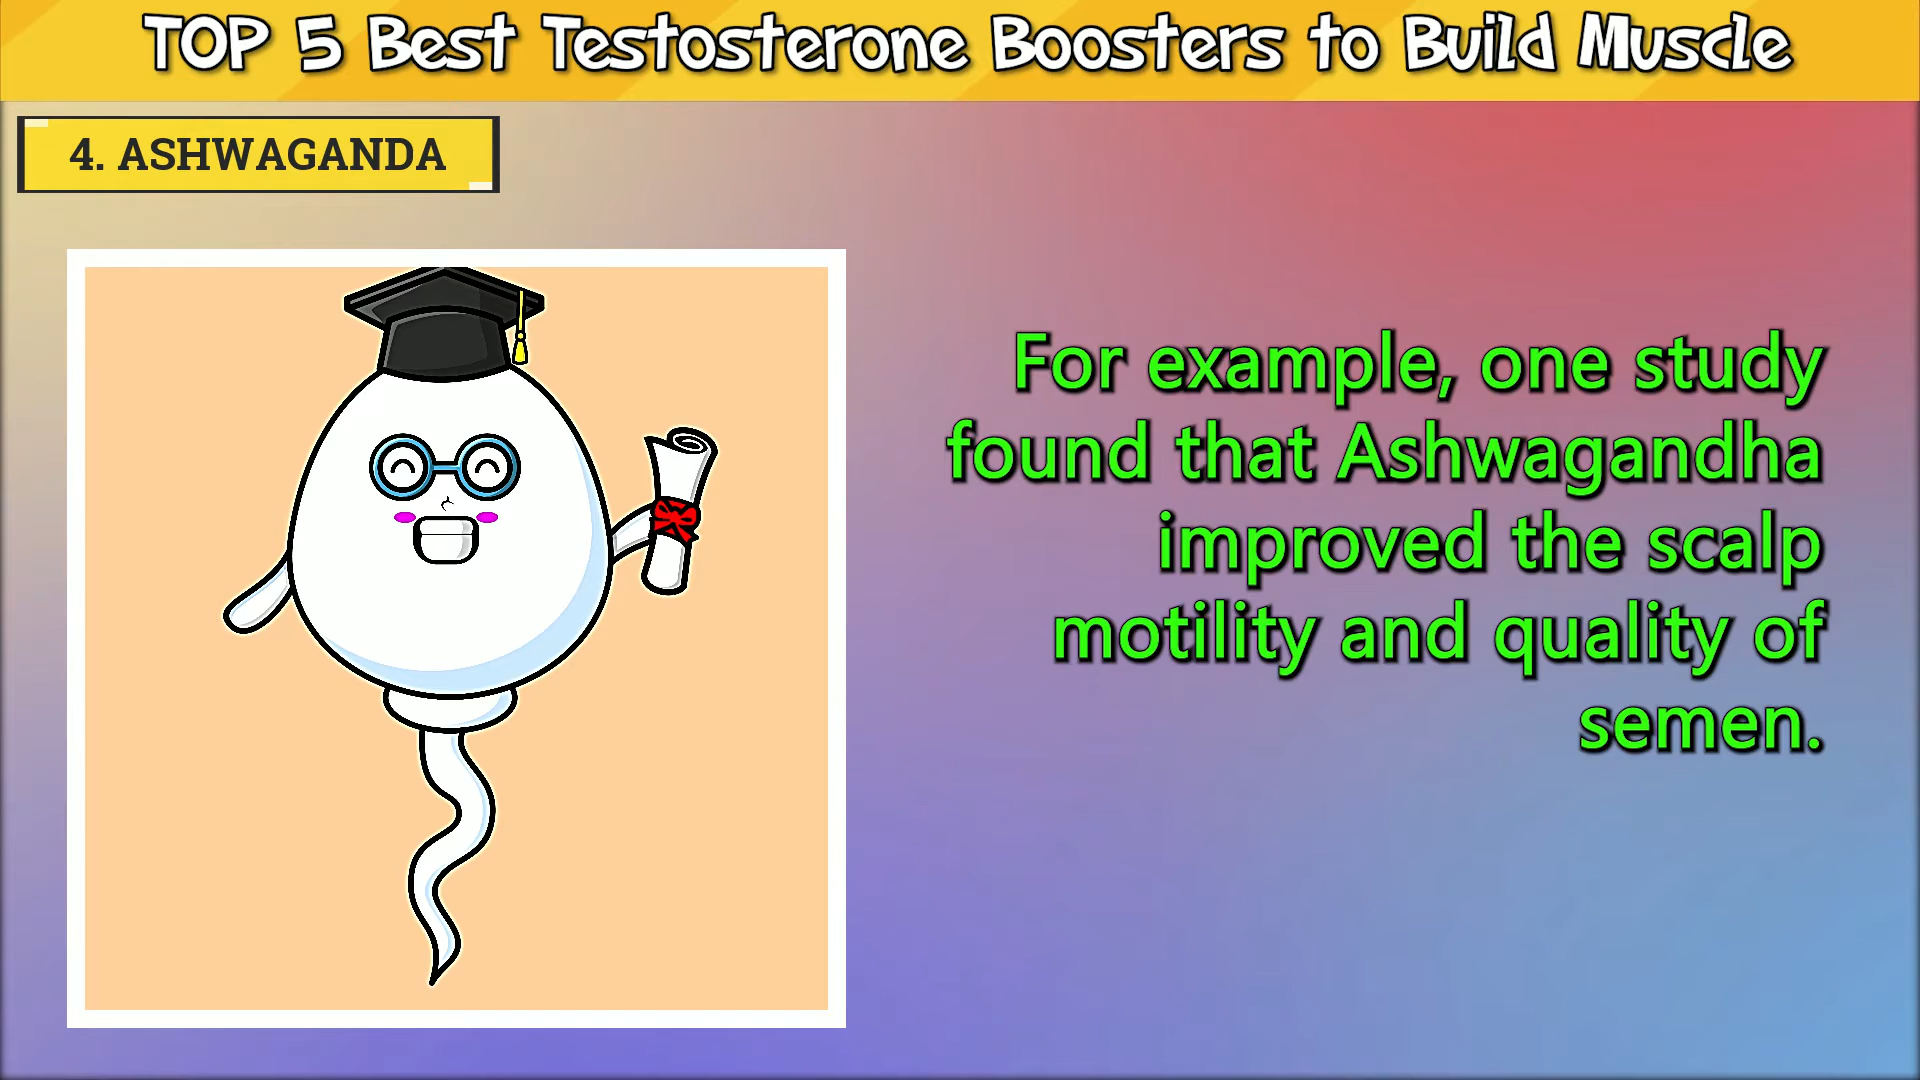 TOP 5 Best Testosterone Boosters to Build Muscle
4. ASHWAGANDA
For example, one study
found that Ashwagandha
improved the scalp
motility and quality of
semen.